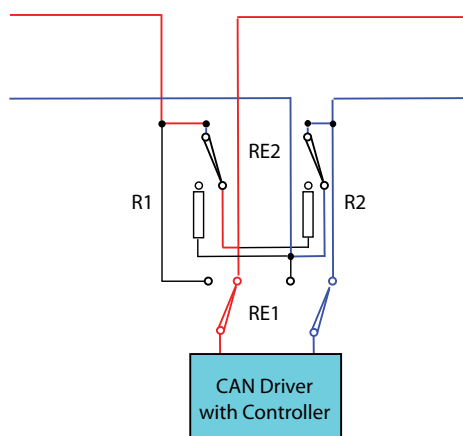 RE2
R1
R2
RE1
CAN Driver
with Controller